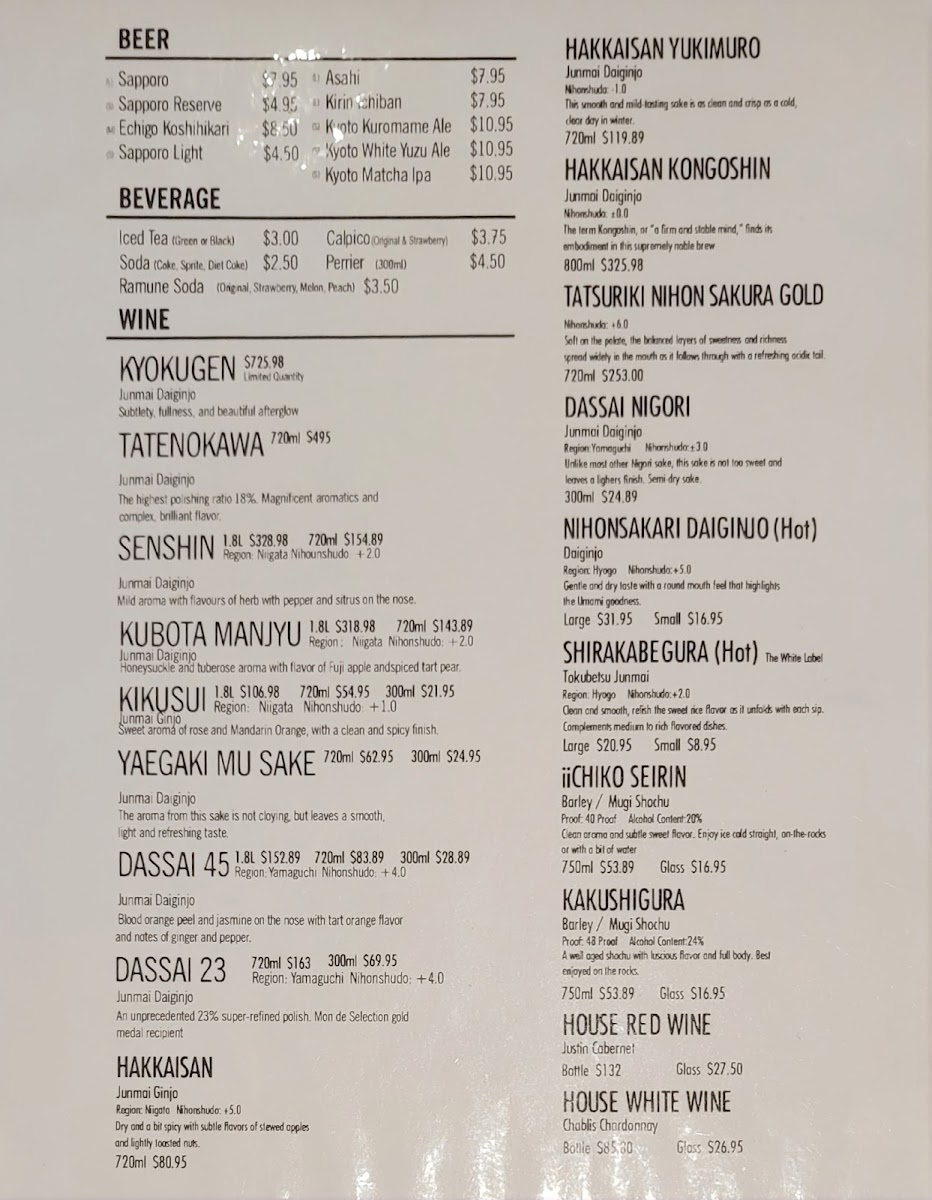 BEER
Sapporo $7.95
Sapporo Reserve $4.95
Echigo Koshihikari $8.50
Sapporo Light $4.50
Asahi $7.95
Kirin Ichiban $7.95
Kyoto Kuromame Ale $10.95
Kyoto White Yuzu Ale $10.95
Kyoto Matcha Ipa $10.95
BEVERAGE
Iced Tea (Green or Black) $3.00 Calpico (Original & Strawberry) $3.75
Soda (Coke, Sprite, Diet Coke) $2.50 Perrier (300ml) $4.50
Ramune Soda (Original, Strawberry, Melon, Peach) $3.50
WINE
KYOKUGEN $725.98
Limited Quantity
Junmai Daiginjo
Subtlety, fullness, and beautiful afterglow
TATENOKAWA 720ml $495
Junmai Daiginjo
The highest polishing ratio 18%. Magnificent aromatics and
complex, brilliant flavor.
SENSHIN 1.8L $328.98 720ml $154.89
Region: Niigata Nihounshudo: +2.0
Junmai Daiginjo
Mild aroma with flavours of herb with pepper and sitrus on the nose.
KUBOTA MANJYU 1.8L $318.98 720ml $143.89
Region: Niigata Nihonshudo: +2.0
Junmai Daiginjo
Honeysuckle and tuberose aroma with flavor of Fuji apple andspiced tart pear.
KIKUSUI 1.8L $106.98 720ml $54.95 300ml $21.95
Region: Niigata Nihonshudo: +1.0
Junmai Ginjo
Sweet aroma of rose and Mandarin Orange, with a clean and spicy finish.
YAEGAKI MU SAKE 720ml $62.95 300ml $24.95
Junmai Daiginjo
The aroma from this sake is not cloying, but leaves a smooth,
light and refreshing taste.
DASSAI 45 1.8L $152.89 720ml $83.89 300ml $28.89
Region: Yamaguchi Nihonshudo: +4.0
Junmai Daiginjo
Blood orange peel and jasmine on the nose with tart orange flavor
and notes of ginger and pepper.
DASSAI 23 720ml $163 300ml $69.95
Region: Yamaguchi Nihonshudo: +4.0
Junmai Daiginjo
An unprecedented 23% super-refined polish. Mon de Selection gold
medal recipient
HAKKAISAN
Junmai Ginjo
Region: Niigata Nihonshudo: +5.0
Dry and a bit spicy with subtle flavors of stewed apples
and lightly toasted nuts.
720ml $80.95
HAKKAISAN YUKIMURO
Junmai Daiginjo
Nihonshudo: -1.0
This smooth and mild-tasting sake is as clean and crisp as a cold,
clear day in winter.
720ml $119.89
HAKKAISAN KONGOSHIN
Junmai Daiginjo
Nihonshudo: ±0.0
The term Kongoshin, or "a firm and stable mind," finds its
embodiment in this supremely noble brew
800ml $325.98
TATSURIKI NIHON SAKURA GOLD
Nihonshudo: +6.0
Soft on the palate, the balanced layers of sweetness and richness
spread widely in the mouth as it follows through with a refreshing acidic tail.
720ml $253.00
DASSAI NIGORI
Junmai Daiginjo
Region: Yamaguchi Nihonshudo: ±3.0
Unlike most other Nigori sake, this sake is not too sweet and
leaves a lighers finish. Semi-dry sake.
300ml $24.89
NIHONSAKARI DAIGINJO (Hot)
Daiginjo
Region: Hyogo Nihonshudo: +5.0
Gentle and dry taste with a round mouth feel that highlights
the Umami goodness.
Large $31.95 Small $16.95
SHIRAKABEGURA (Hot) The White Label
Tokubetsu Junmai
Region: Hyogo Nihonshudo: +2.0
Clean and smooth, relish the sweet rice flavor as it unfolds with each sip.
Complements medium to rich flavored dishes.
Large $20.95 Small $8.95
iiCHIKO SEIRIN
Barley / Mugi Shochu
Proof: 40 Proof Alcohol Content: 20%
Clean aroma and subtle sweet flavor. Enjoy ice cold straight, on-the-rocks
or with a bit of water
750ml $53.89 Glass $16.95
KAKUSHIGURA
Barley / Mugi Shochu
Proof: 48 Proof Alcohol Content: 24%
A well aged shochu with luscious flavor and full body. Best
enjoyed on the rocks.
750ml $53.89 Glass $16.95
HOUSE RED WINE
Justin Cabernet
Bottle $132 Glass $27.50
HOUSE WHITE WINE
Chablis Chardonnay
Bottle Glass $26.95